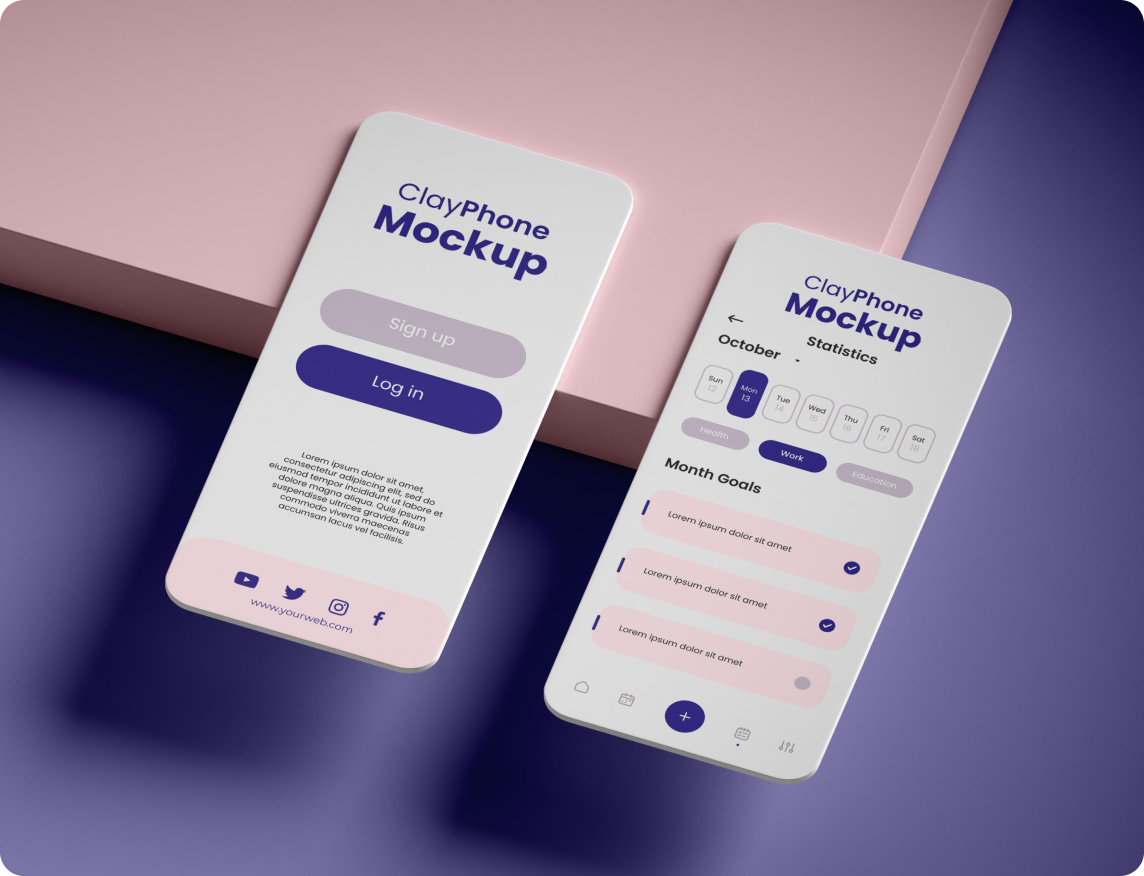 ClayPhone
Mockup
Sign up
Log in
Lorem ipsum dolor sit amet,
consectetur adipiscing elit, sed do
eiusmod tempor incididunt ut labore et
dolore magna aliqua. Quis ipsum
suspendisse ultrices gravida. Risus
commodo viverra maecenas
accumsan lacus vel facilisis.
www.yourweb.com
ClayPhone
Mockup
Statistics
October
Sun Mon Tue Wed Thu Fri Sat
12 13 14 15 16 17 18
Health Work Education
Month Goals
Lorem ipsum dolor sit amet
Lorem ipsum dolor sit amet
Lorem ipsum dolor sit amet